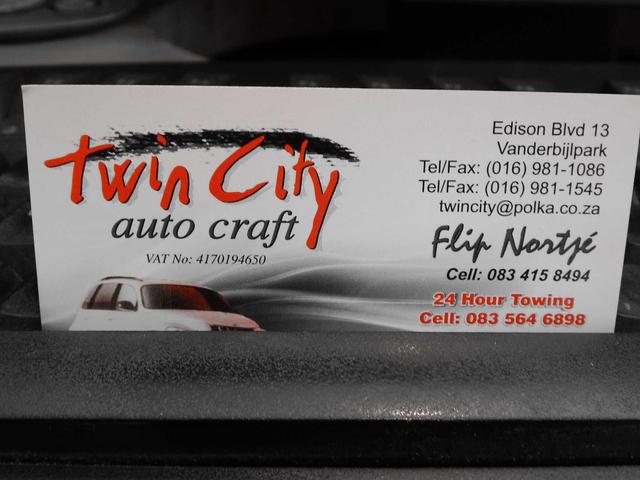 Twin City
auto craft
VAT No: 4170194650
Edison Blvd 13
Vanderbijlpark
Tel/Fax: (016) 981-1086
Tel/Fax: (016) 981-1545
twincity@polka.co.za
Flip Nortjé
Cell: 083 415 8494
24 Hour Towing
Cell: 083 564 6898